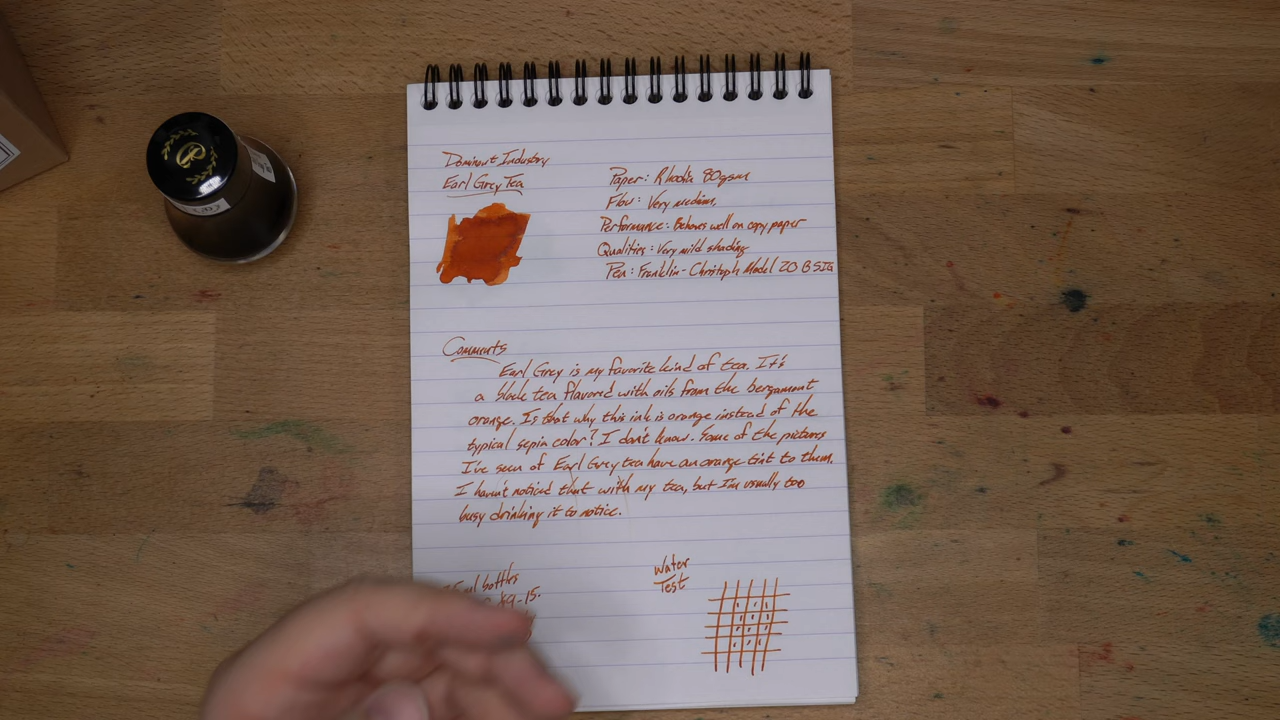 Dominant Industry
Earl Grey Tea
Paper: Rhodia 80gsm
Flow: Very medium.
Performance: Behaves well on copy paper
Qualities: Very mild shading
Pen: Franklin-Christoph Model 20 B SIG
Comments
Earl Grey is my favorite kind of tea. It's
a black tea flavored with oils from the bergamont
orange. Is that why this ink is orange instead of the
typical sepia color? I don't know. Some of the pictures
I've seen of Earl Grey tea have an orange tint to them.
I haven't noticed that with my tea, but I'm usually too
busy drinking it to notice.
bottles
$9-15.
Water
Test